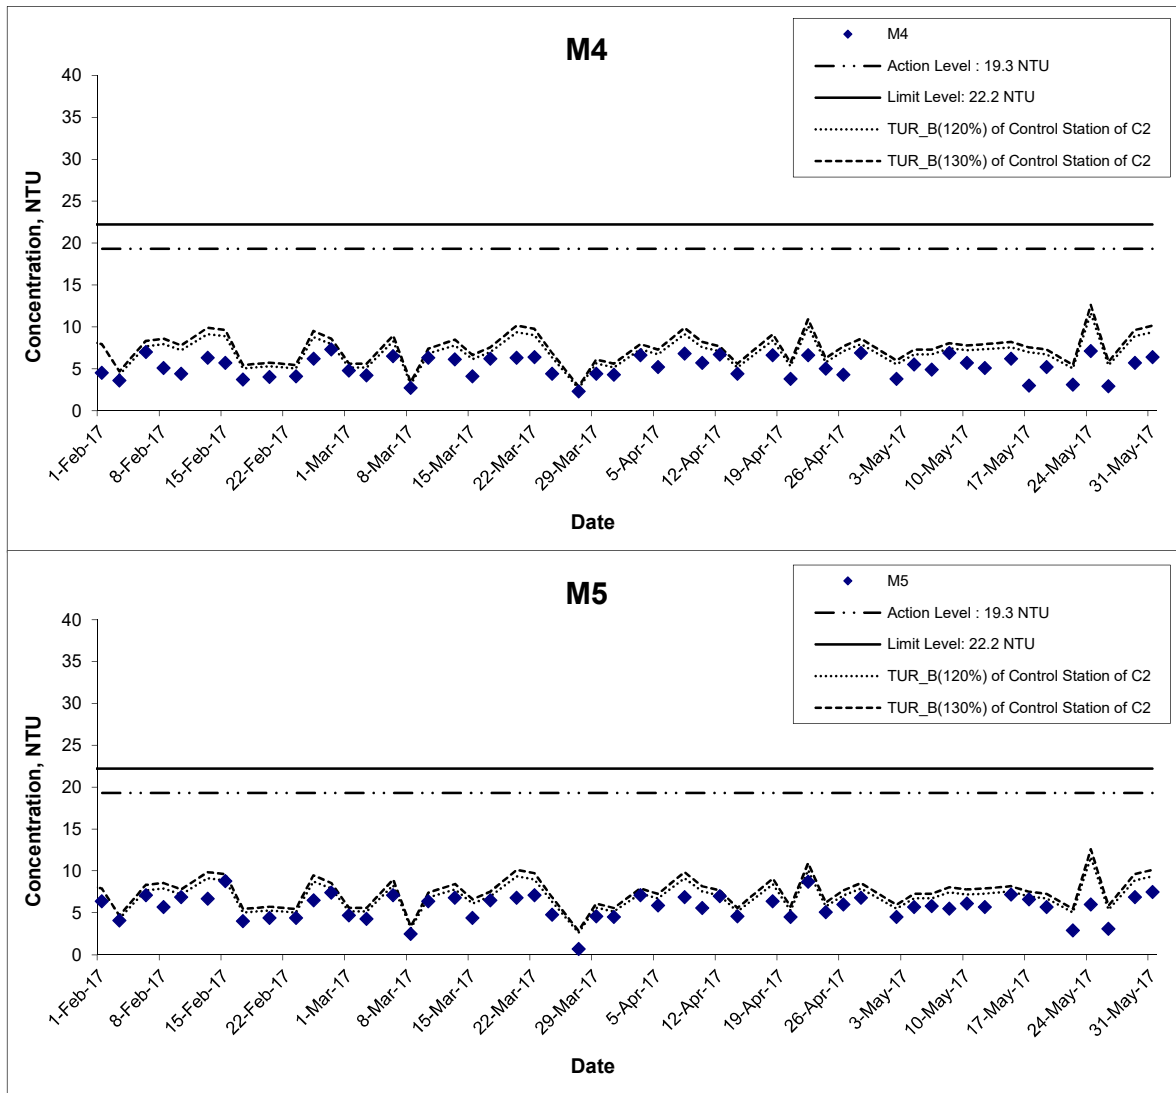 M4
M4
Action Level : 19.3 NTU
Limit Level: 22.2 NTU
TUR_B(120%) of Control Station of C2
TUR_B(130%) of Control Station of C2
Concentration, NTU
40
35
30
25
20
15
10
5
0
1-Feb-17
8-Feb-17
15-Feb-17
22-Feb-17
1-Mar-17
8-Mar-17
15-Mar-17
22-Mar-17
29-Mar-17
5-Apr-17
12-Apr-17
19-Apr-17
26-Apr-17
3-May-17
10-May-17
17-May-17
24-May-17
31-May-17
Date
M5
M5
Action Level : 19.3 NTU
Limit Level: 22.2 NTU
TUR_B(120%) of Control Station of C2
TUR_B(130%) of Control Station of C2
Concentration, NTU
40
35
30
25
20
15
10
5
0
1-Feb-17
8-Feb-17
15-Feb-17
22-Feb-17
1-Mar-17
8-Mar-17
15-Mar-17
22-Mar-17
29-Mar-17
5-Apr-17
12-Apr-17
19-Apr-17
26-Apr-17
3-May-17
10-May-17
17-May-17
24-May-17
31-May-17
Date